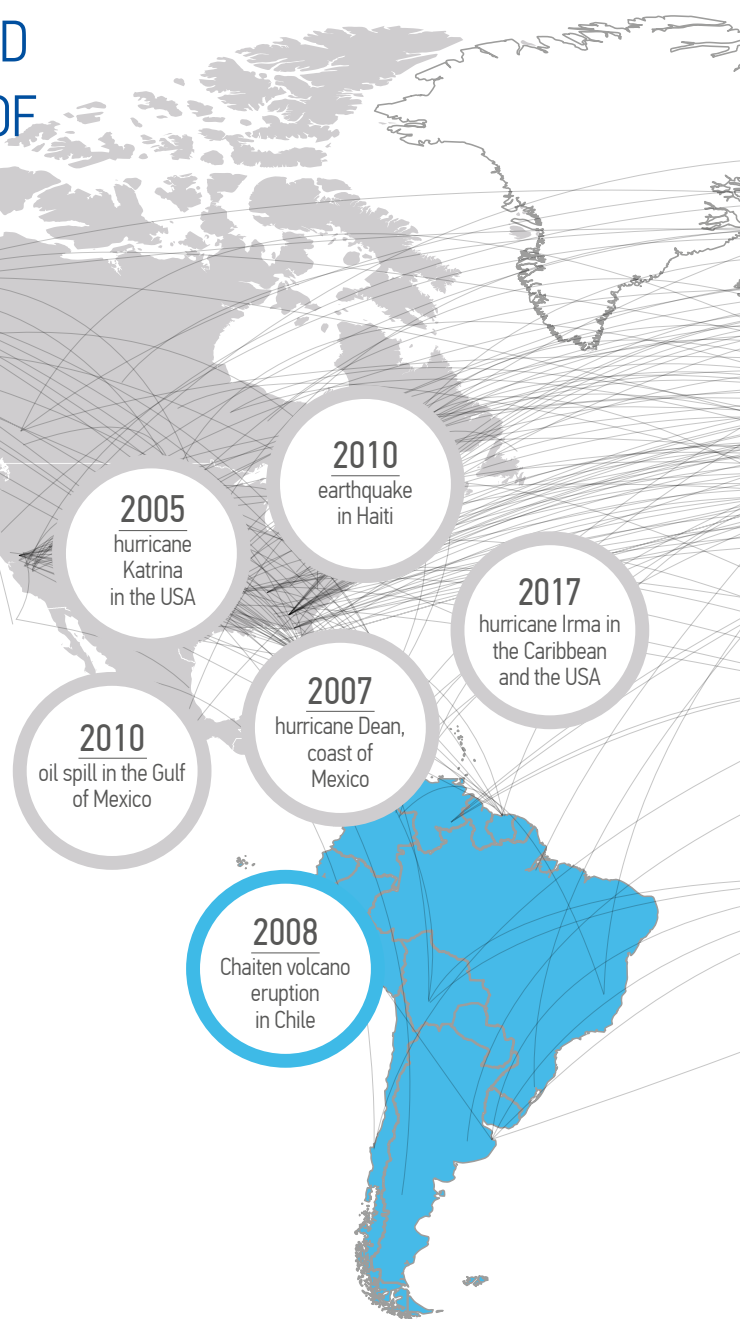 D
OF
2010
earthquake
in Haiti
2005
hurricane
Katrina
in the USA
2017
hurricane Irma in
the Caribbean
and the USA
2007
hurricane Dean,
coast of
Mexico
2010
oil spill in the Gulf
of Mexico
2008
Chaiten volcano
eruption
in Chile